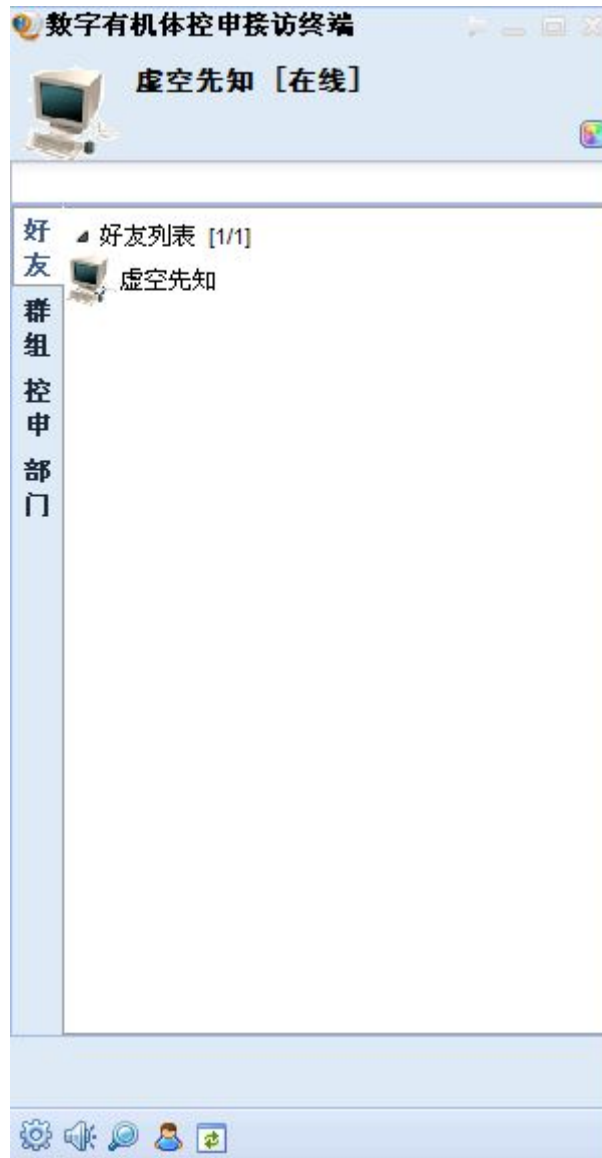 数字有机体控申接访终端
虚空先知 [在线]
好友
好友列表 [1/1]
虚空先知
群组
控申
部门